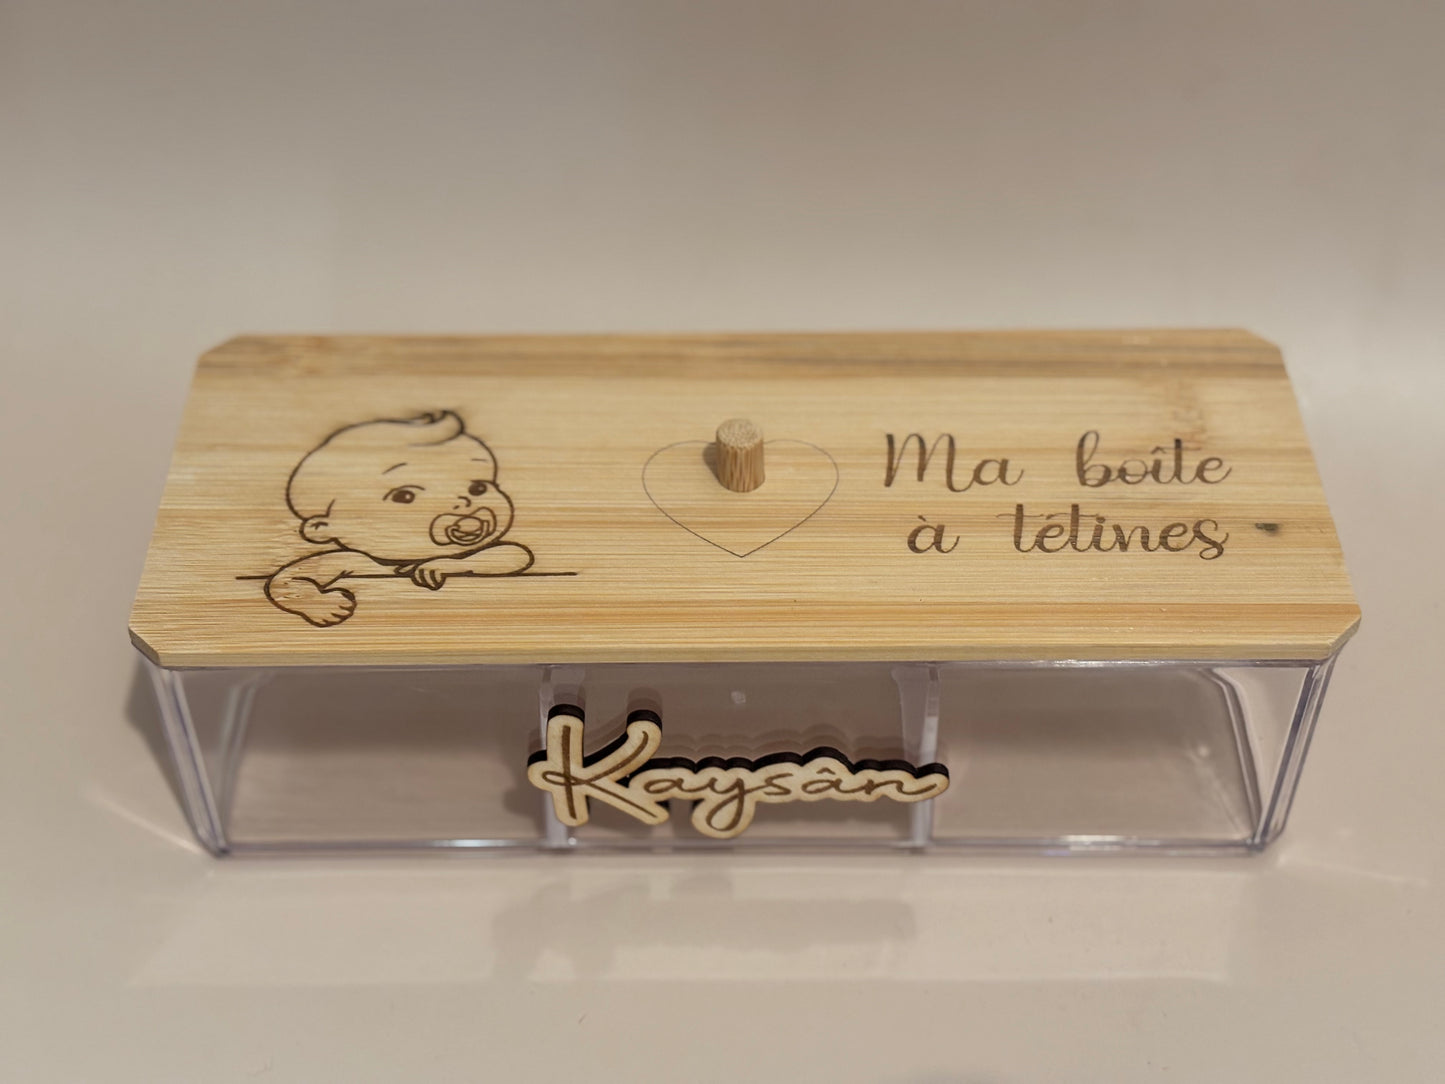 Ma boîte
à tétines
Kaysân